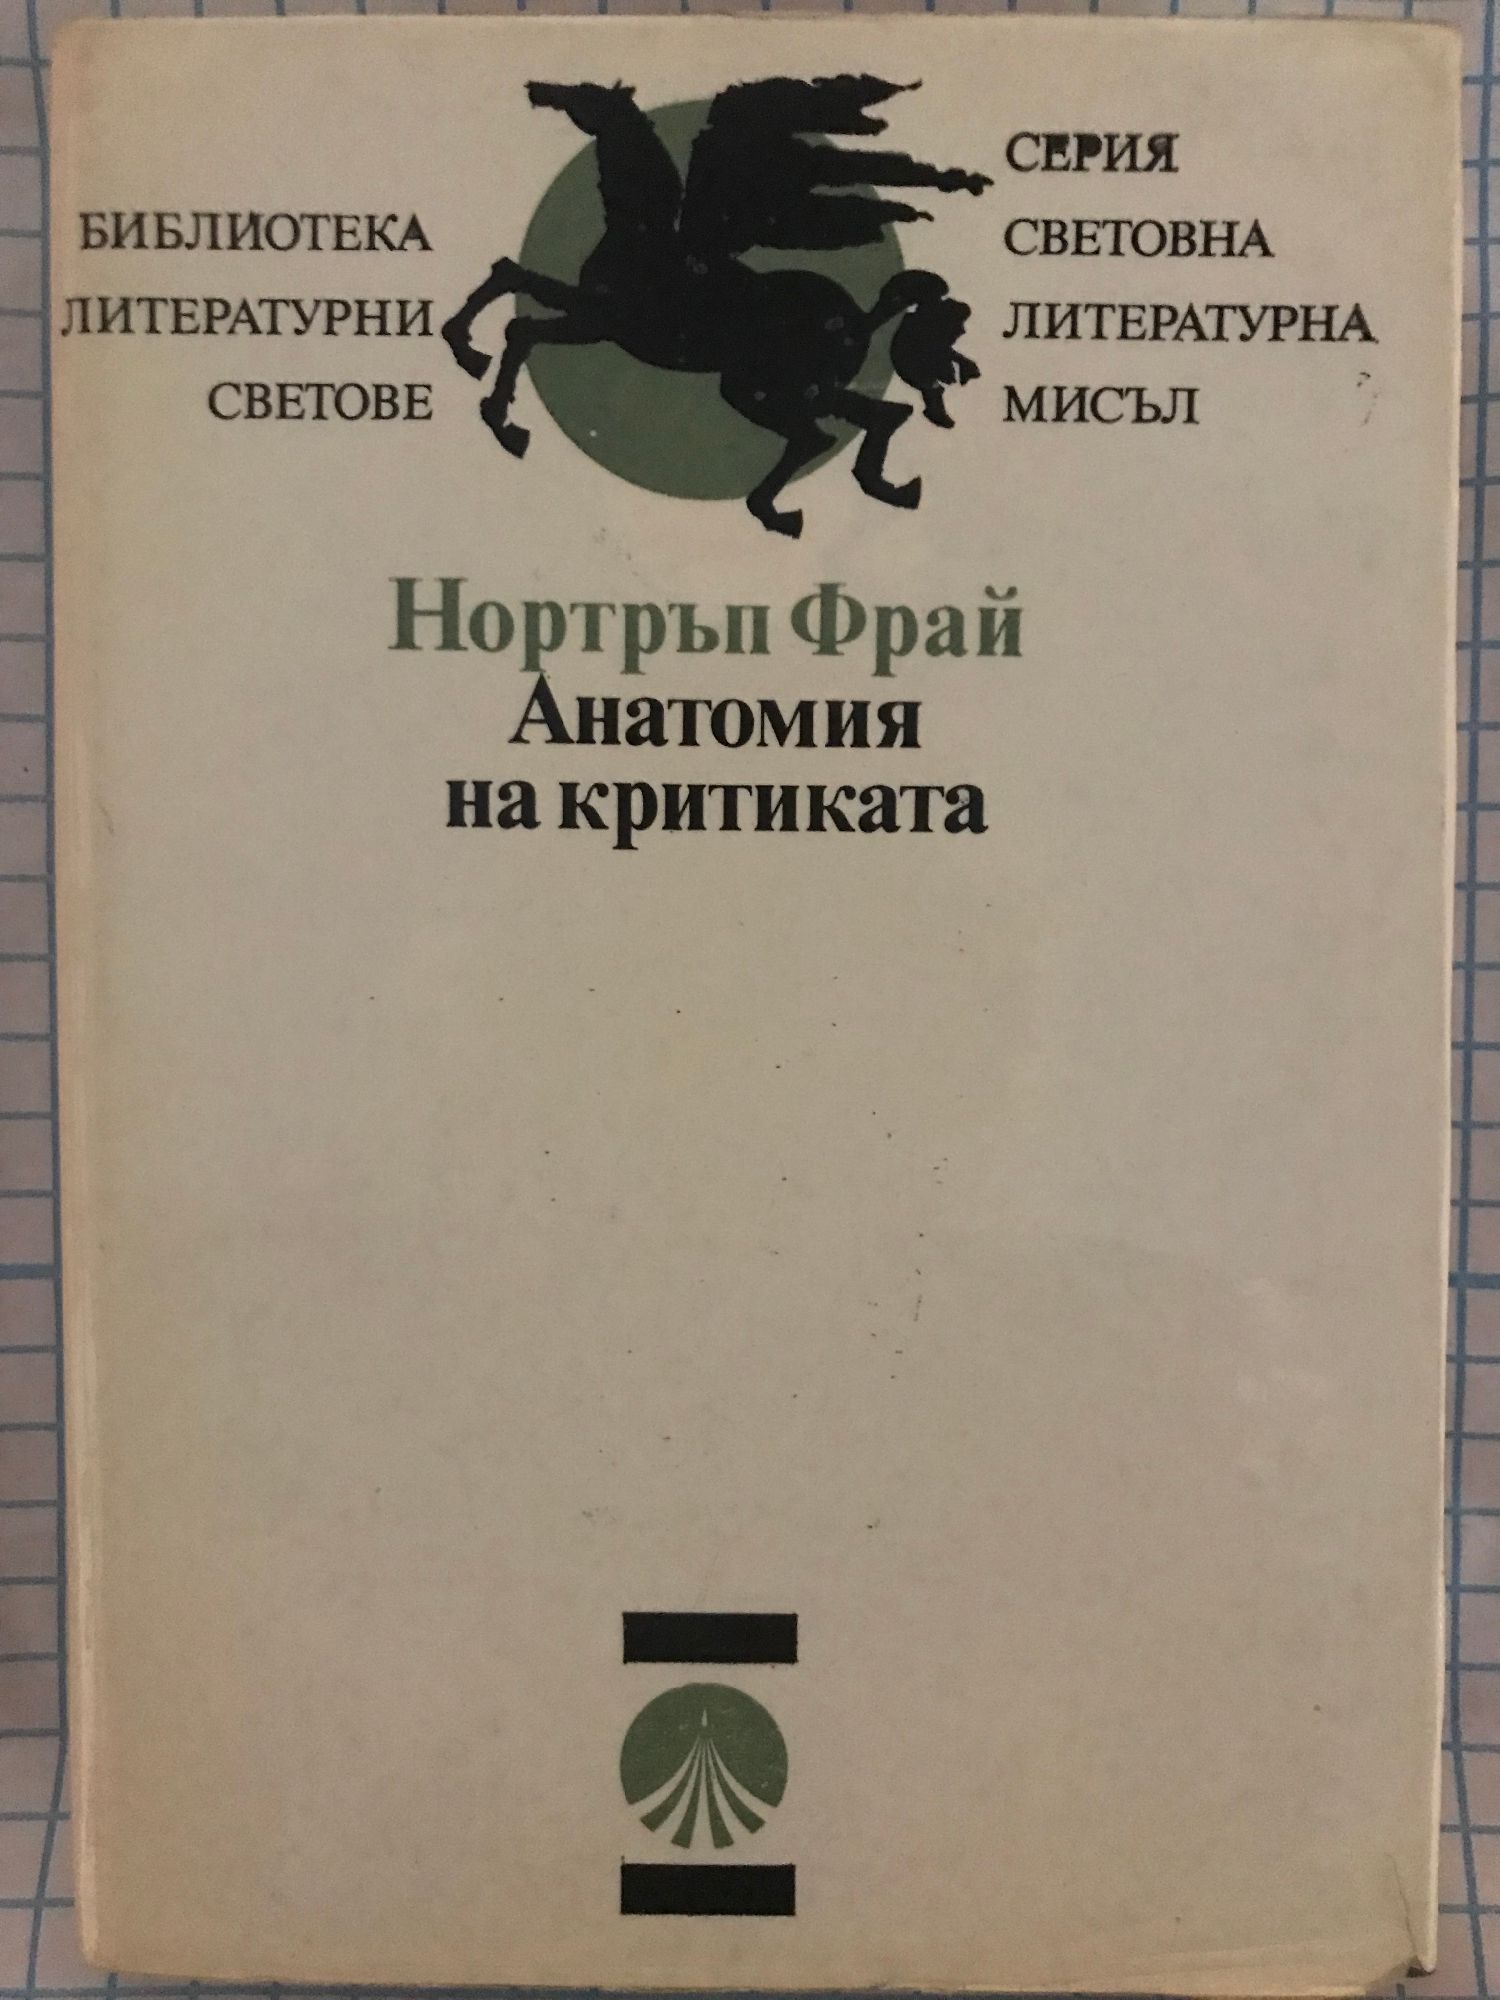 БИБЛИОТЕКА
ЛИТЕРАТУРНИ
СВЕТОВЕ
СЕРИЯ
СВЕТОВНА
ЛИТЕРАТУРНА
МИСЪЛ
Нортръп Фрай
Анатомия
на критиката